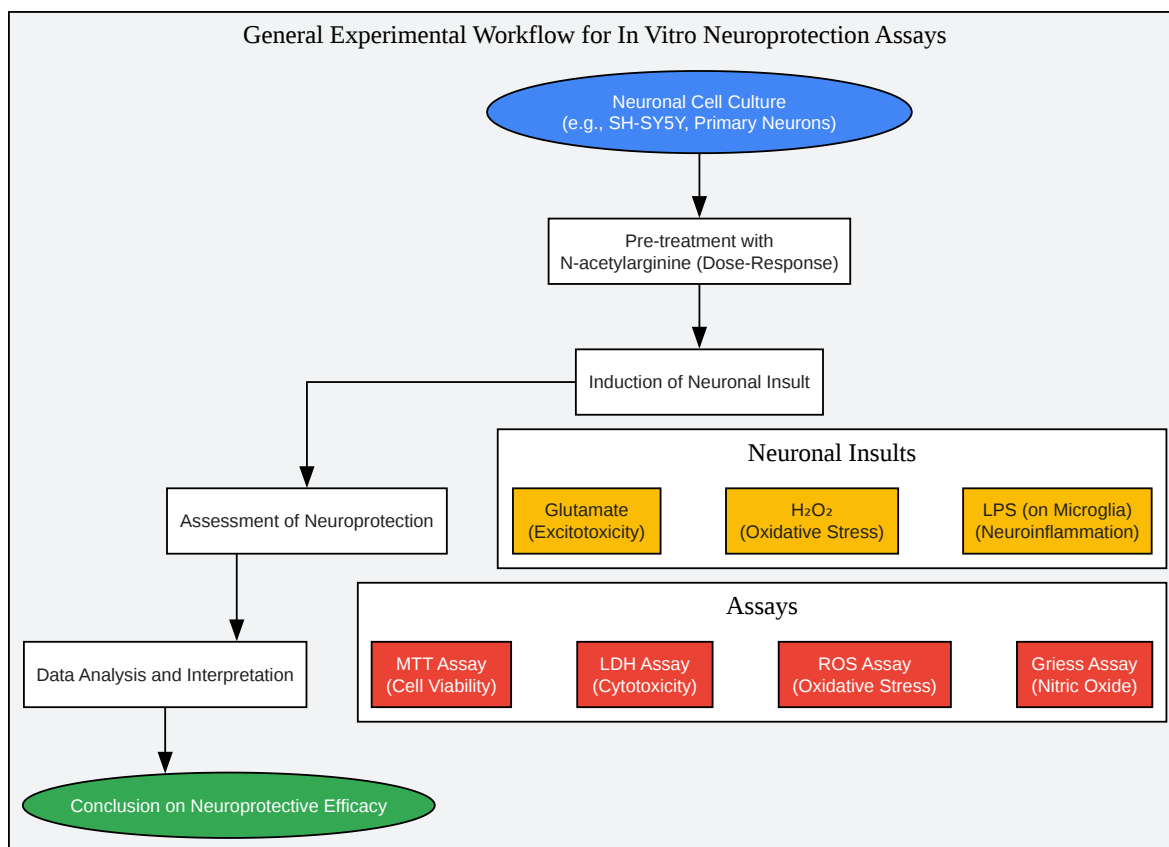 General Experimental Workflow for In Vitro Neuroprotection Assays
Neuronal Cell Culture
(e.g., SH-SY5Y, Primary Neurons)
Pre-treatment with
N-acetylarginine (Dose-Response)
Induction of Neuronal Insult
Neuronal Insults
Glutamate
(Excitotoxicity)
H₂O₂
(Oxidative Stress)
LPS (on Microglia)
(Neuroinflammation)
Assessment of Neuroprotection
Assays
MTT Assay
(Cell Viability)
LDH Assay
(Cytotoxicity)
ROS Assay
(Oxidative Stress)
Griess Assay
(Nitric Oxide)
Data Analysis and Interpretation
Conclusion on Neuroprotective Efficacy